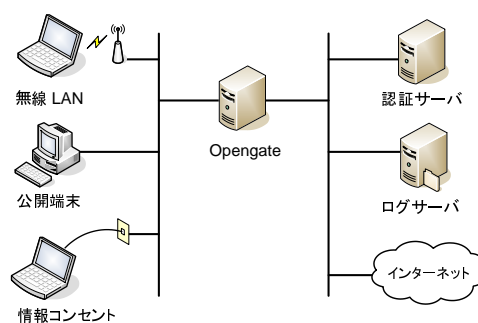 無線 LAN
公開端末
情報コンセント
Opengate
認証サーバ
ログサーバ
インターネット